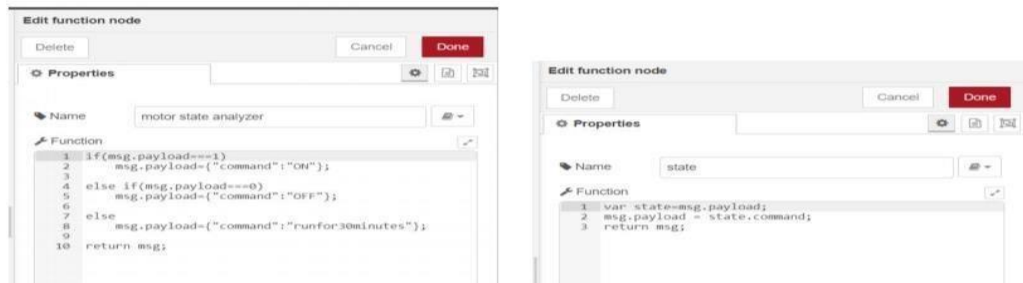 Edit function node
Delete
Cancel
Done
Properties
Name
motor state analyzer
Function
1 if(msg.payload===1)
2 msg.payload={"command":"ON"};
3
4 else if(msg.payload===0)
5 msg.payload={"command":"OFF"};
6
7 else
8 msg.payload={"command":"runfor30minutes"};
9
10 return msg;
Edit function node
Delete
Cancel
Done
Properties
Name
state
Function
1 var state=msg.payload;
2 msg.payload = state.command;
3 return msg;